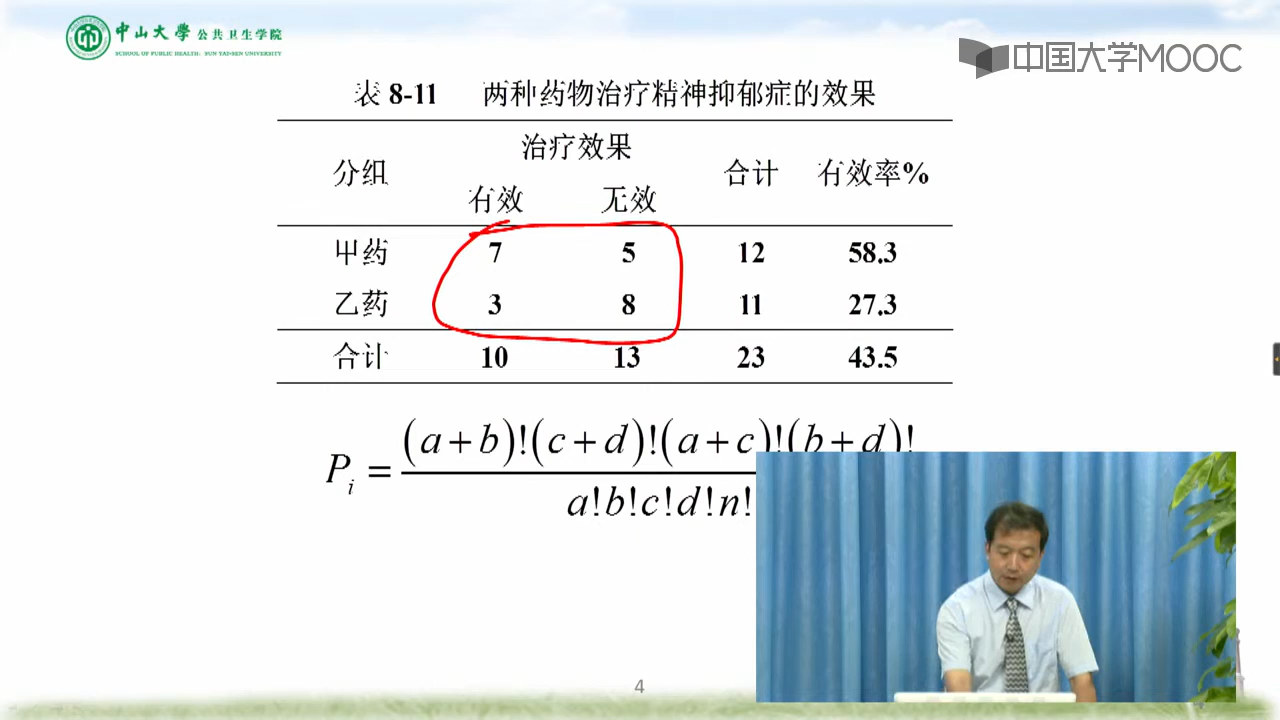 中山大学公共卫生学院
SCHOOL OF PUBLIC HEALTH, SUN YAT-SEN UNIVERSITY
中国大学MOOC
表 8-11 两种药物治疗精神抑郁症的效果
分组 治疗效果 合计 有效率%
有效 无效
甲药 7 5 12 58.3
乙药 3 8 11 27.3
合计 10 13 23 43.5
P_i = (a+b)!(c+d)!(a+c)!(b+d)!
a!b!c!d!n!
4